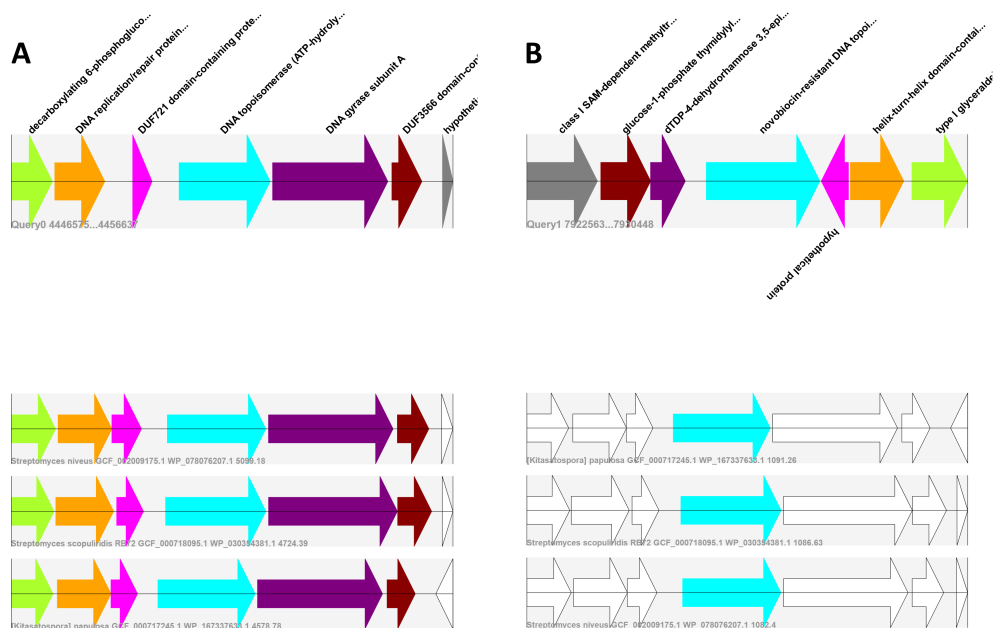 A
decarboxylating 6-phosphogluco...
DNA replication/repair protein...
DUF721 domain-containing prote...
DNA topoisomerase (ATP-hydroly...
DNA gyrase subunit A
DUF3566 domain-con
hypotheti
Query0 4446575...4456637
Streptomyces niveus GCF_002009175.1 WP_078076207.1 5099.18
Streptomyces scopuliridis RB72 GCF_000718095.1 WP_030354381.1 4724.39
[Kitasatospora] papulosa GCF_000717245.1 WP_167337633.1 4578.78
B
class I SAM-dependent methyltr...
glucose-1-phosphate thymidylyl...
dTDP-4-dehydrorhamnose 3,5-epi...
novobiocin-resistant DNA topoi...
hypothetical protein
helix-turn-helix domain-contai...
type I glyceralde
Query1 7922563...7930448
[Kitasatospora] papulosa GCF_000717245.1 WP_167337633.1 1091.26
Streptomyces scopuliridis RB72 GCF_000718095.1 WP_030354381.1 1086.63
Streptomyces niveus GCF_002009175.1 WP_078076207.1 1082.4